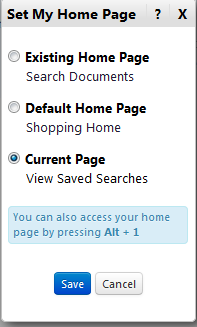 Set My Home Page ? X
Existing Home Page
Search Documents
Default Home Page
Shopping Home
Current Page
View Saved Searches
You can also access your home
page by pressing Alt + 1
Save Cancel